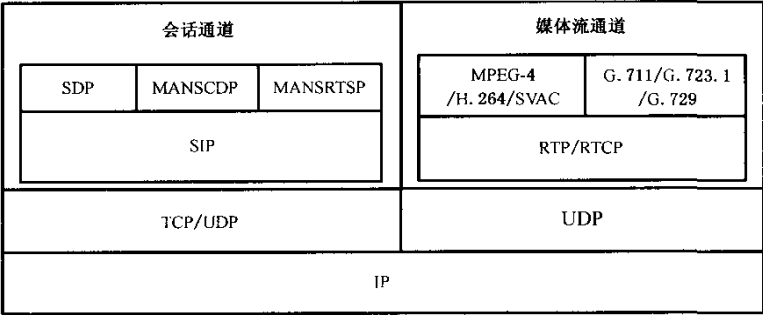 会话通道
媒体流通道
SDP
MANSCDP
MANSRTSP
MPEG-4
/H.264/SVAC
G.711/G.723.1
/G.729
SIP
RTP/RTCP
TCP/UDP
UDP
IP